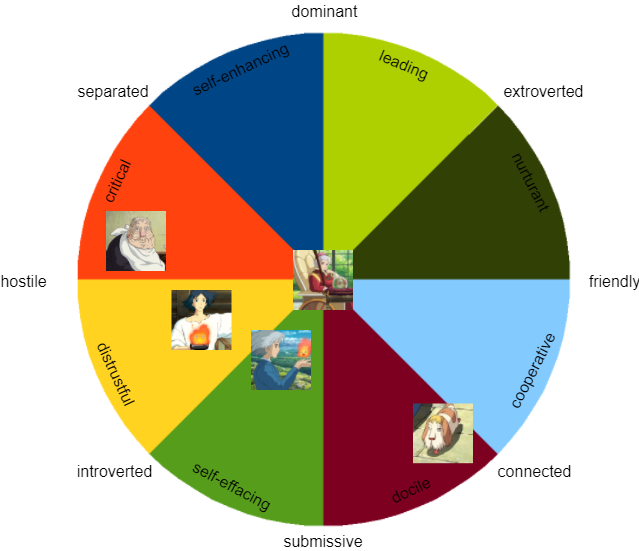 dominant
self-enhancing
leading
separated
extroverted
critical
nurturant
hostile
friendly
distrustful
cooperative
introverted
connected
self-effacing
docile
submissive